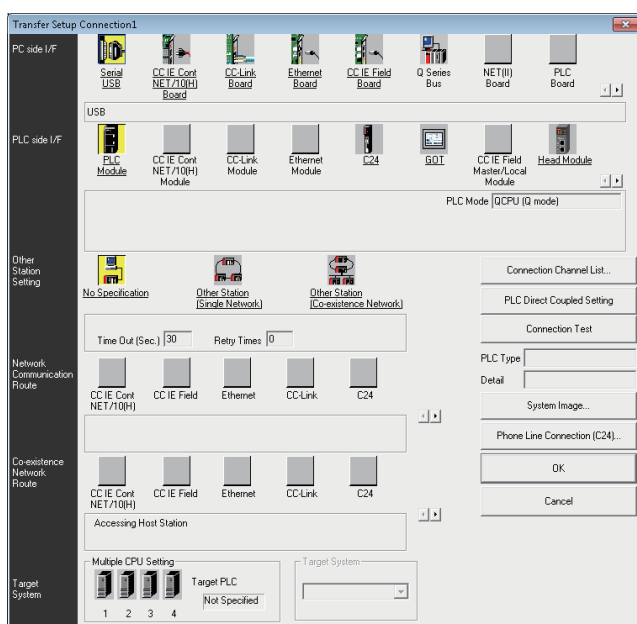 Transfer Setup Connection1
PC side I/F
Serial USB
CC IE Cont NET/10(H) Board
CC-Link Board
Ethernet Board
CC IE Field Board
Q Series Bus
NET(II) Board
PLC Board
USB
PLC side I/F
PLC Module
CC IE Cont NET/10(H) Module
CC-Link Module
Ethernet Module
C24
GOT
CC IE Field Master/Local Module
Head Module
PLC Mode QCPU (Q mode)
Other Station Setting
No Specification
Other Station (Single Network)
Other Station (Co-existence Network)
Connection Channel List...
PLC Direct Coupled Setting
Time Out (Sec.) 30 Retry Times 0
Connection Test
Network Communication Route
CC IE Cont NET/10(H)
CC IE Field
Ethernet
CC-Link
C24
PLC Type
Detail
System Image...
Phone Line Connection (C24)...
Co-existence Network Route
CC IE Cont NET/10(H)
CC IE Field
Ethernet
CC-Link
C24
OK
Cancel
Accessing Host Station
Target System
Multiple CPU Setting
1 2 3 4
Target PLC
Not Specified
Target System